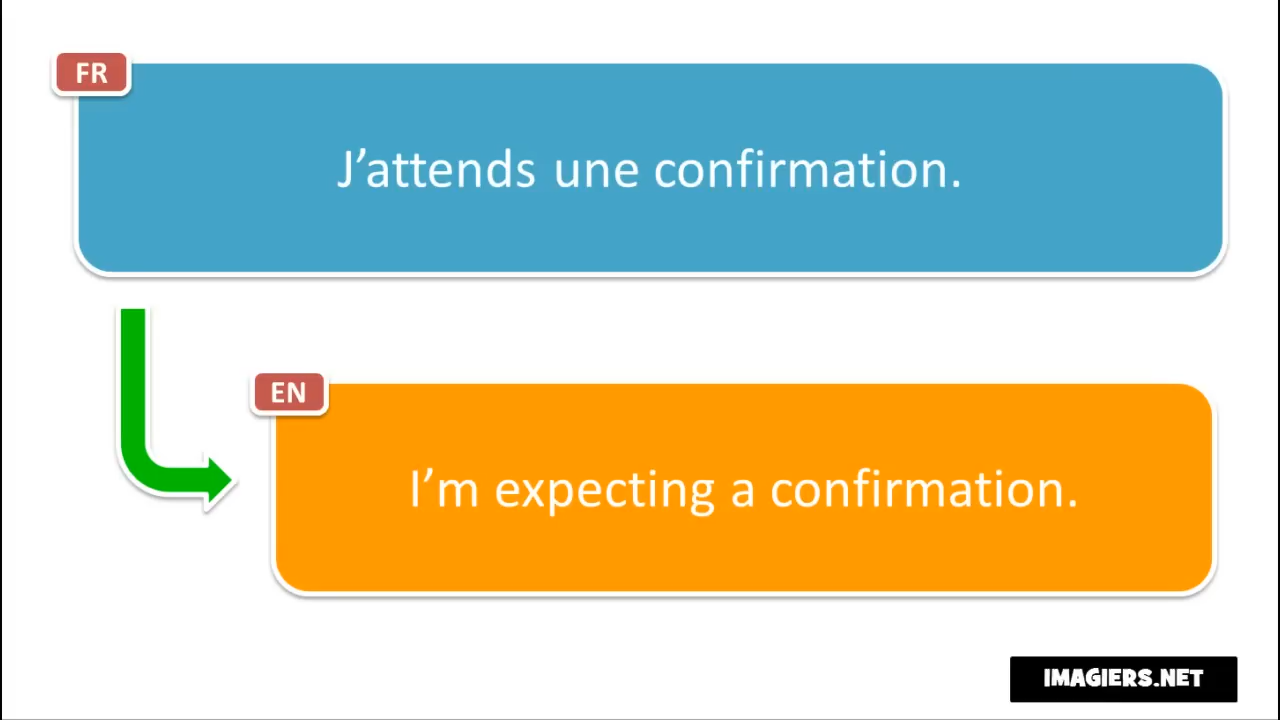 FR
J’attends une confirmation.
EN
I’m expecting a confirmation.
IMAGIERS.NET